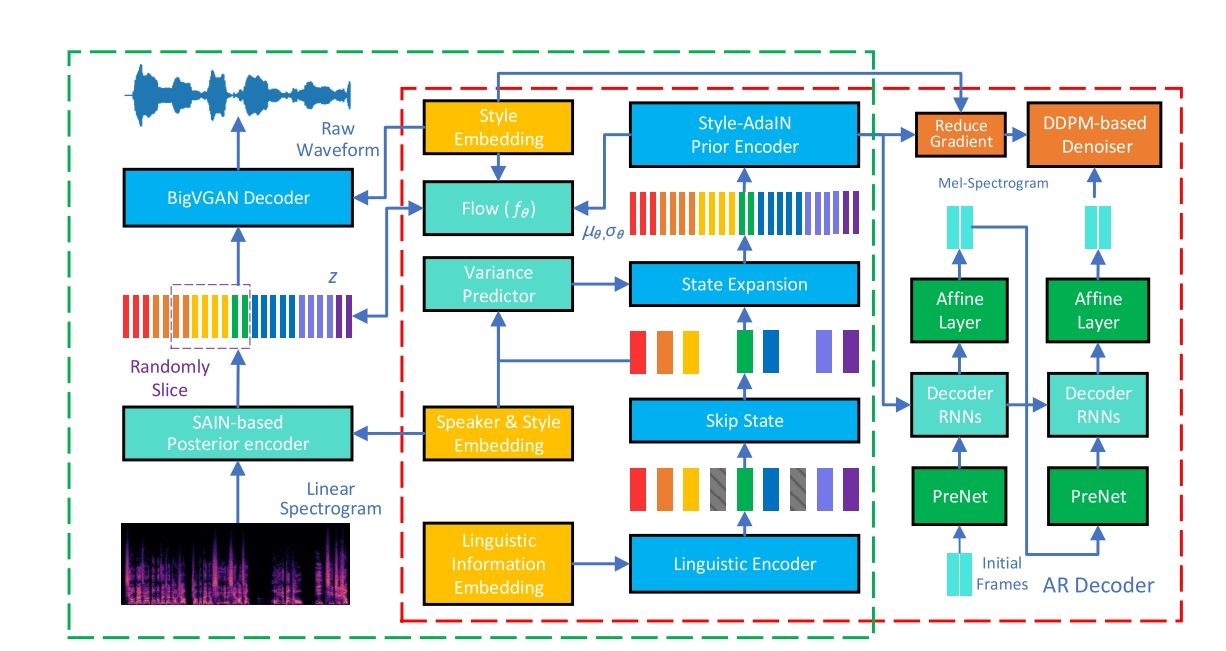 Raw
Waveform
BigVGAN Decoder
z
Randomly
Slice
SAIN-based
Posterior encoder
Linear
Spectrogram
Style
Embedding
Flow (fθ)
μθ,σθ
Variance
Predictor
Speaker & Style
Embedding
Linguistic
Information
Embedding
Style-AdaIN
Prior Encoder
State Expansion
Skip State
Linguistic Encoder
Reduce
Gradient
DDPM-based
Denoiser
Mel-Spectrogram
Affine
Layer
Affine
Layer
Decoder
RNNs
Decoder
RNNs
PreNet
PreNet
Initial
Frames
AR Decoder